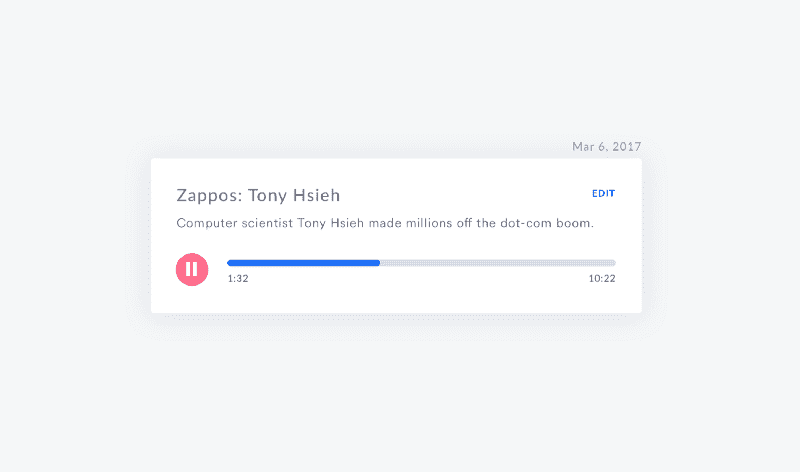 Mar 6, 2017
Zappos: Tony Hsieh
EDIT
Computer scientist Tony Hsieh made millions off the dot-com boom.
1:32
10:22